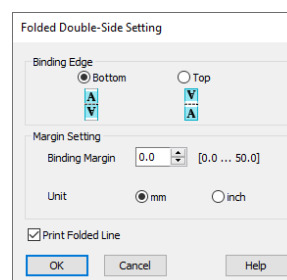 Folded Double-Side Setting
Binding Edge
Bottom Top
A A
A A
Margin Setting
Binding Margin 0.0 [0.0 ... 50.0]
Unit mm inch
Print Folded Line
OK Cancel Help